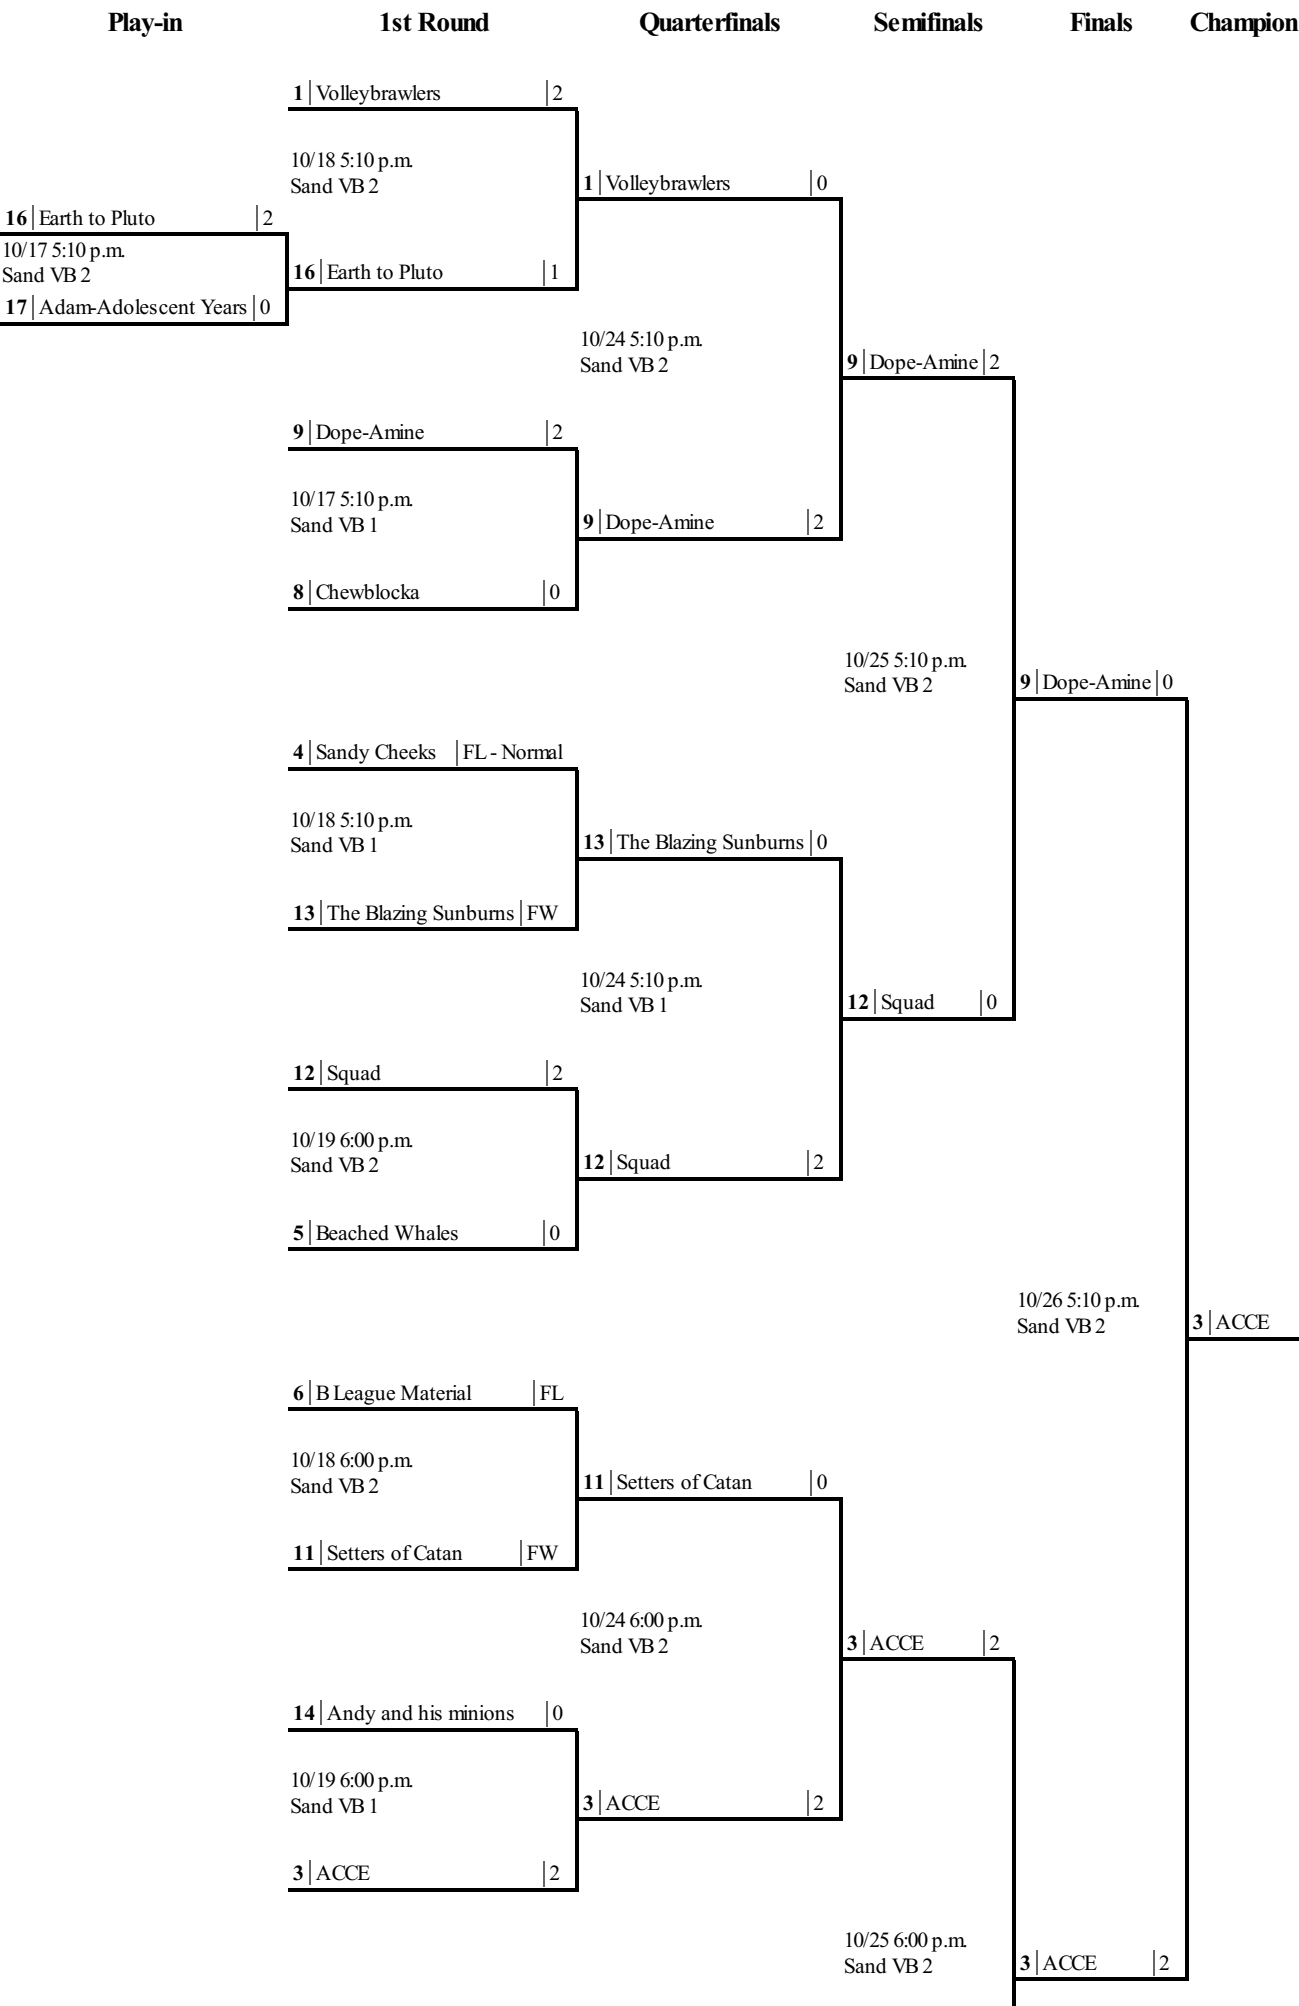 Play-in 1st Round Quarterfinals Semifinals Finals Champion
1 Volleybrawlers 2
10/18 5:10 p.m.
Sand VB 2
1 Volleybrawlers 0
16 Earth to Pluto 2
10/17 5:10 p.m.
Sand VB 2
16 Earth to Pluto 1
17 Adam-Adolescent Years 0
10/24 5:10 p.m.
Sand VB 2
9 Dope-Amine 2
9 Dope-Amine 2
10/17 5:10 p.m.
Sand VB 1
9 Dope-Amine 2
8 Chewblocka 0
10/25 5:10 p.m.
Sand VB 2
9 Dope-Amine 0
4 Sandy Cheeks FL - Normal
10/18 5:10 p.m.
Sand VB 1
13 The Blazing Sunburns 0
13 The Blazing Sunburns FW
10/24 5:10 p.m.
Sand VB 1
12 Squad 0
12 Squad 2
10/19 6:00 p.m.
Sand VB 2
12 Squad 2
5 Beached Whales 0
10/26 5:10 p.m.
Sand VB 2
3 ACCE
6 B League Material FL
10/18 6:00 p.m.
Sand VB 2
11 Setters of Catan 0
11 Setters of Catan FW
10/24 6:00 p.m.
Sand VB 2
3 ACCE 2
14 Andy and his minions 0
10/19 6:00 p.m.
Sand VB 1
3 ACCE 2
3 ACCE 2
10/25 6:00 p.m.
Sand VB 2
3 ACCE 2